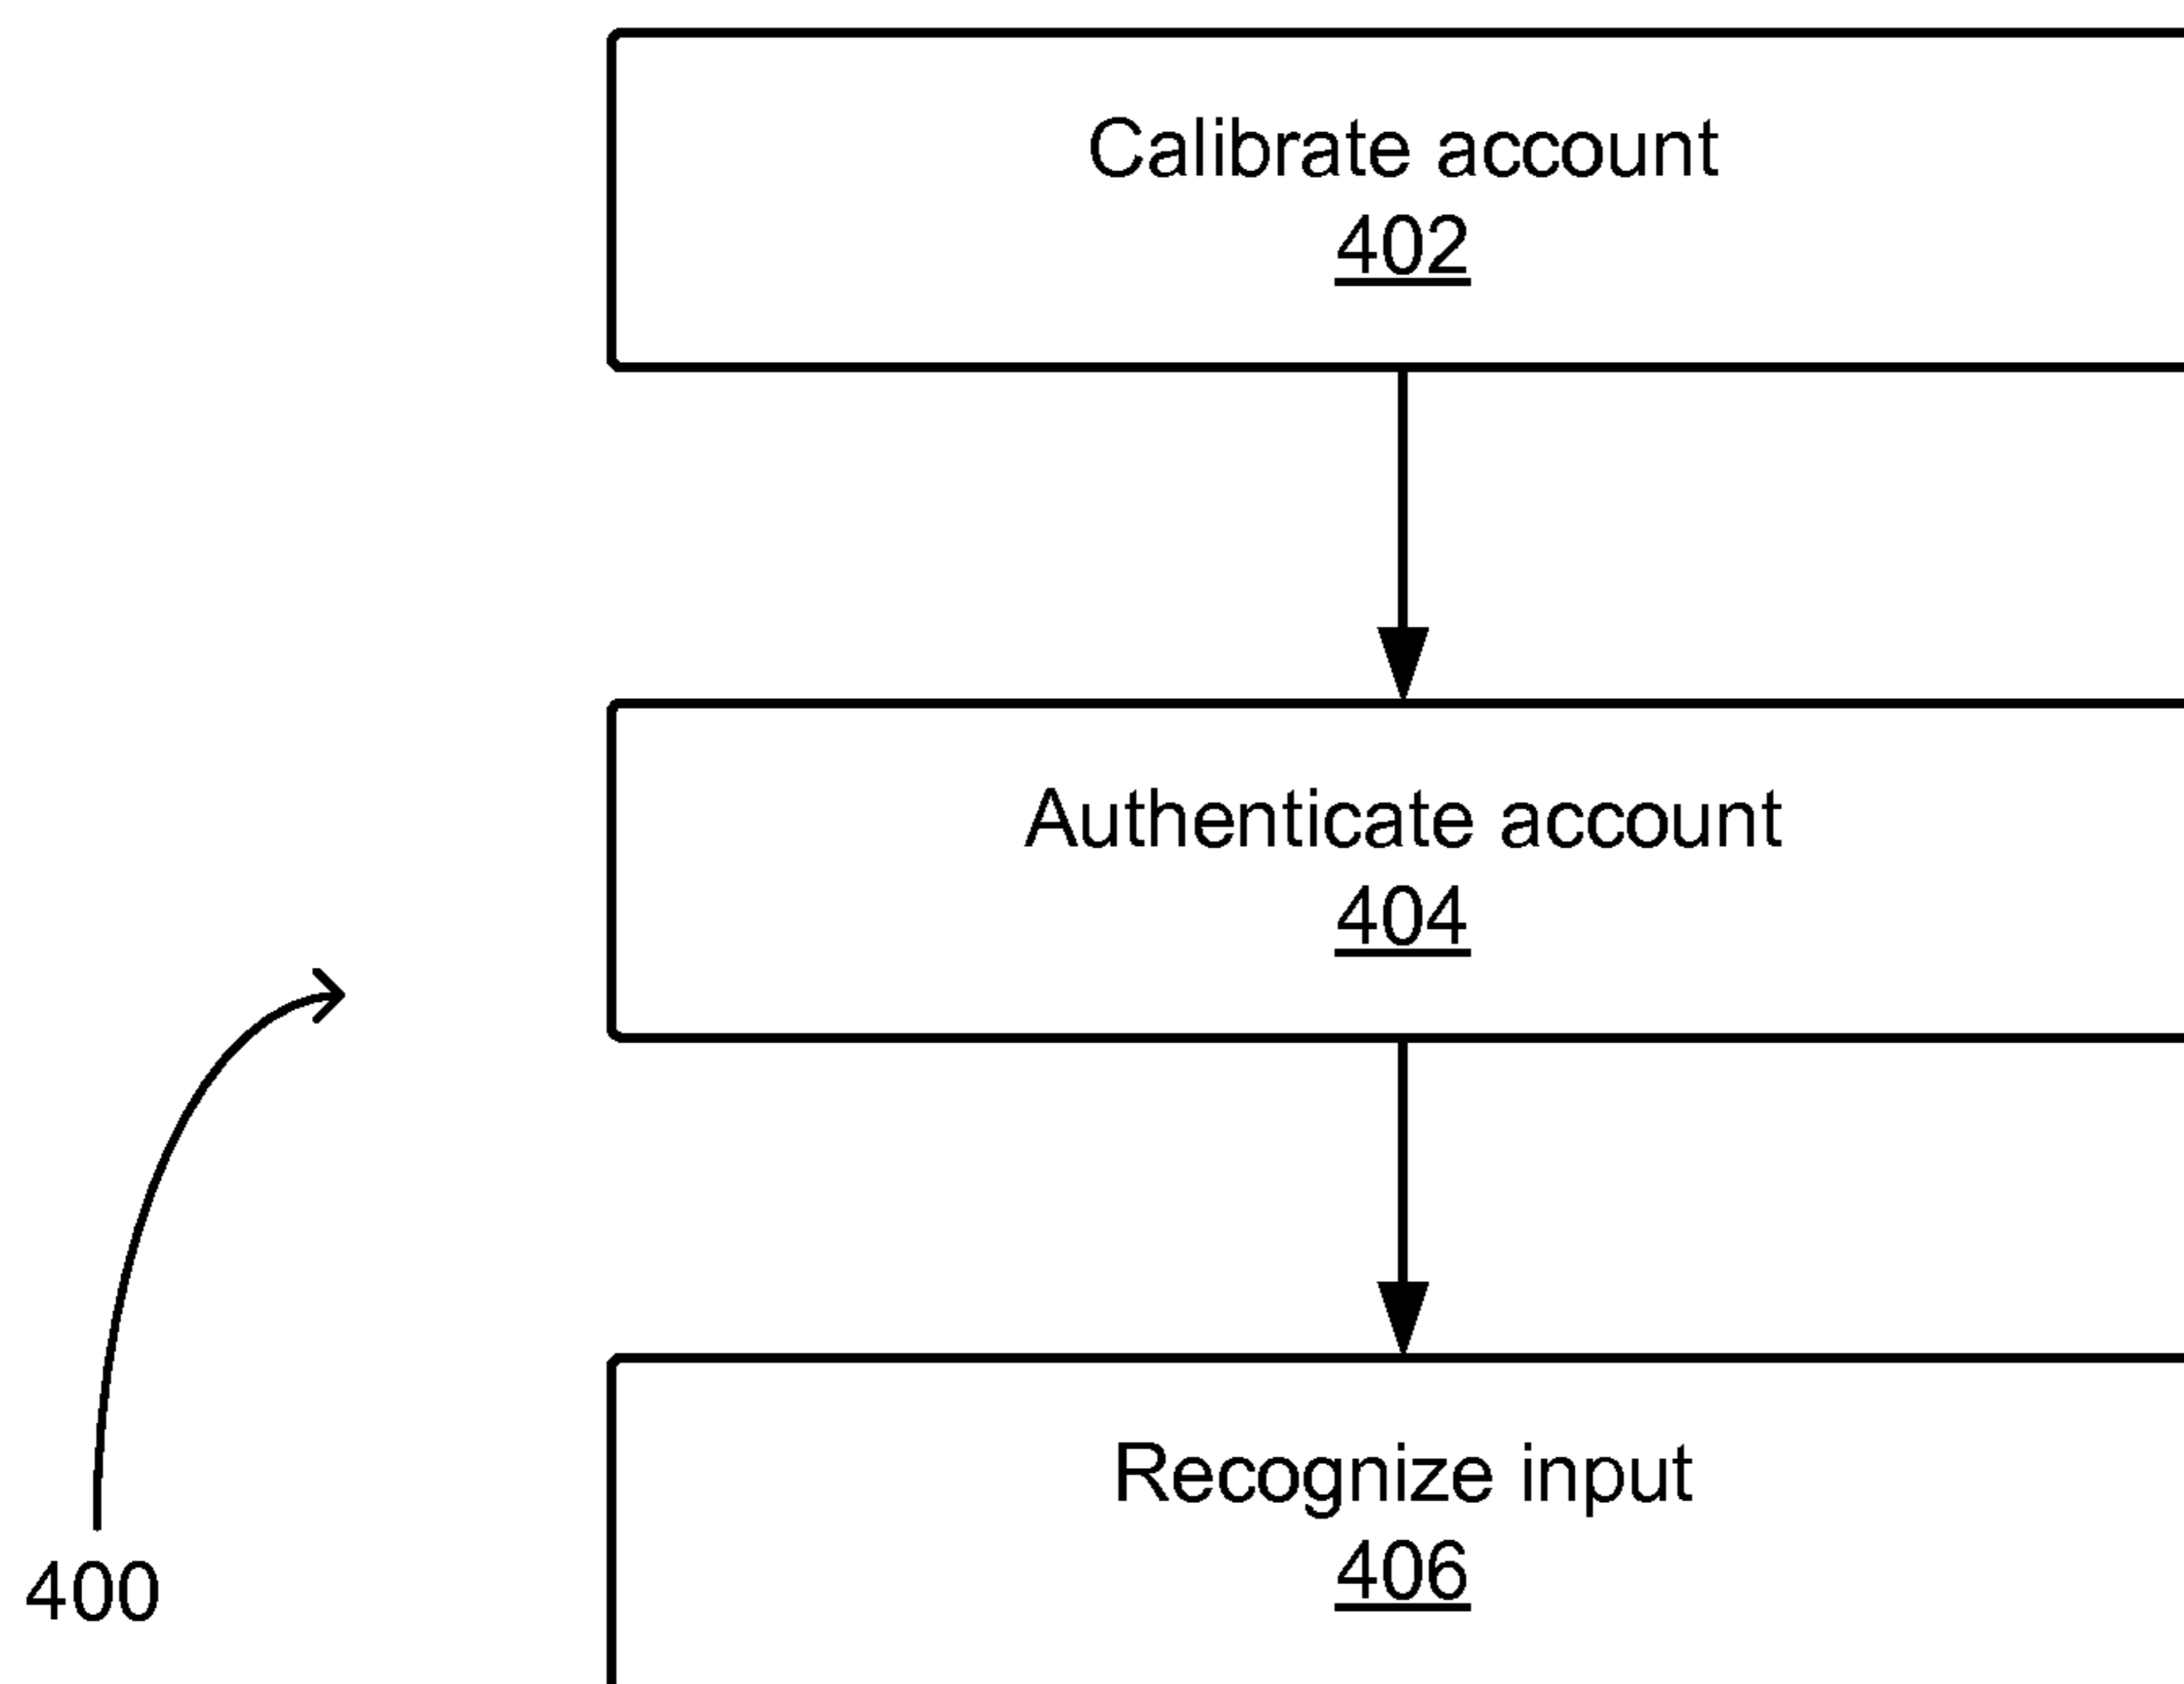 Calibrate account
402
Authenticate account
404
Recognize input
406
400